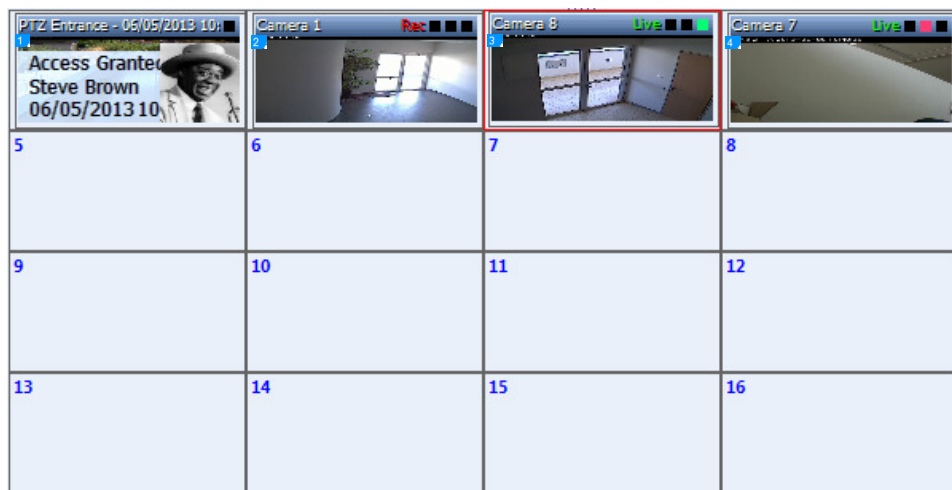 PTZ Entrance - 06/05/2013 10:
1
Access Granted
Steve Brown
06/05/2013 10
Camera 1 Rec
2
Camera 8 Live
3
Camera 7 Live
4
5
6
7
8
9
10
11
12
13
14
15
16